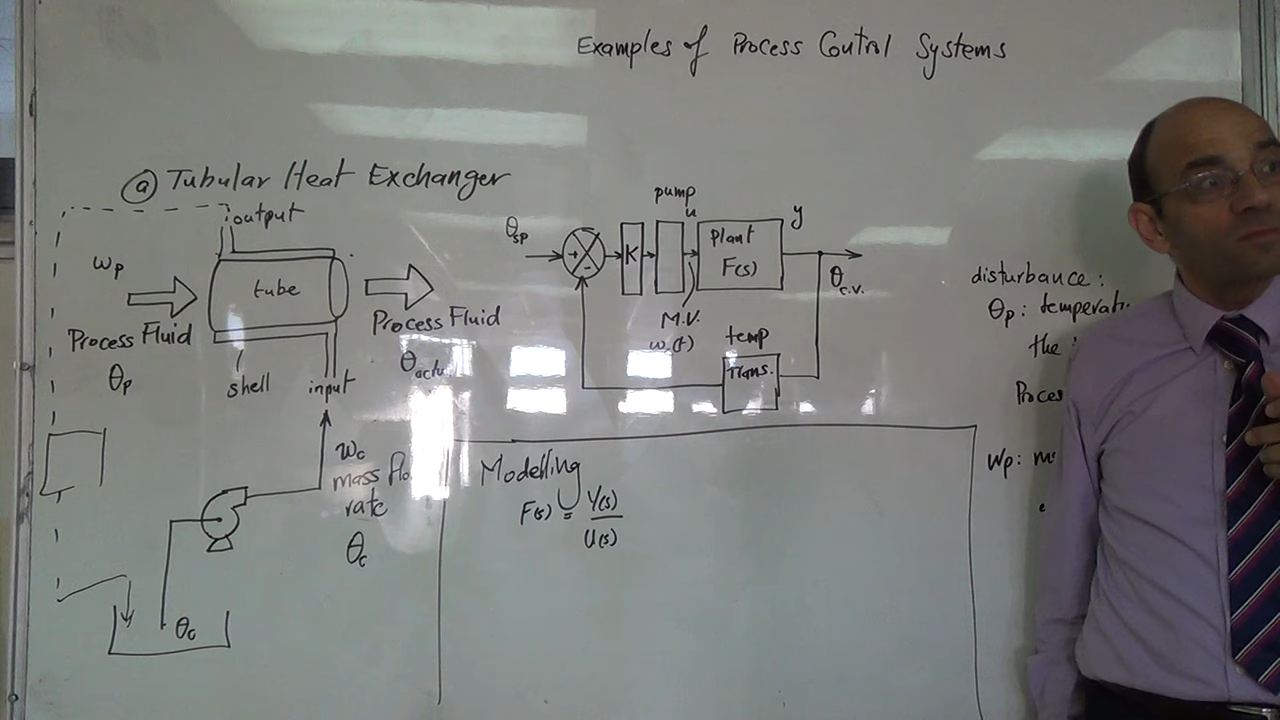 Examples of Process Control Systems
ⓐ Tubular Heat Exchanger
output
wp
tube
Process Fluid
θp
Process Fluid
θactu
shell
input
wc
mass flo
rate
θc
θc
θsp
+
-
K
pump
u
Plant
F(s)
y
θc.v.
M.V.
w(t)
temp
Trans.
Modelling
F(s) = Y(s)
U(s)
disturbance:
θp: temperat
the
Proces
wp: